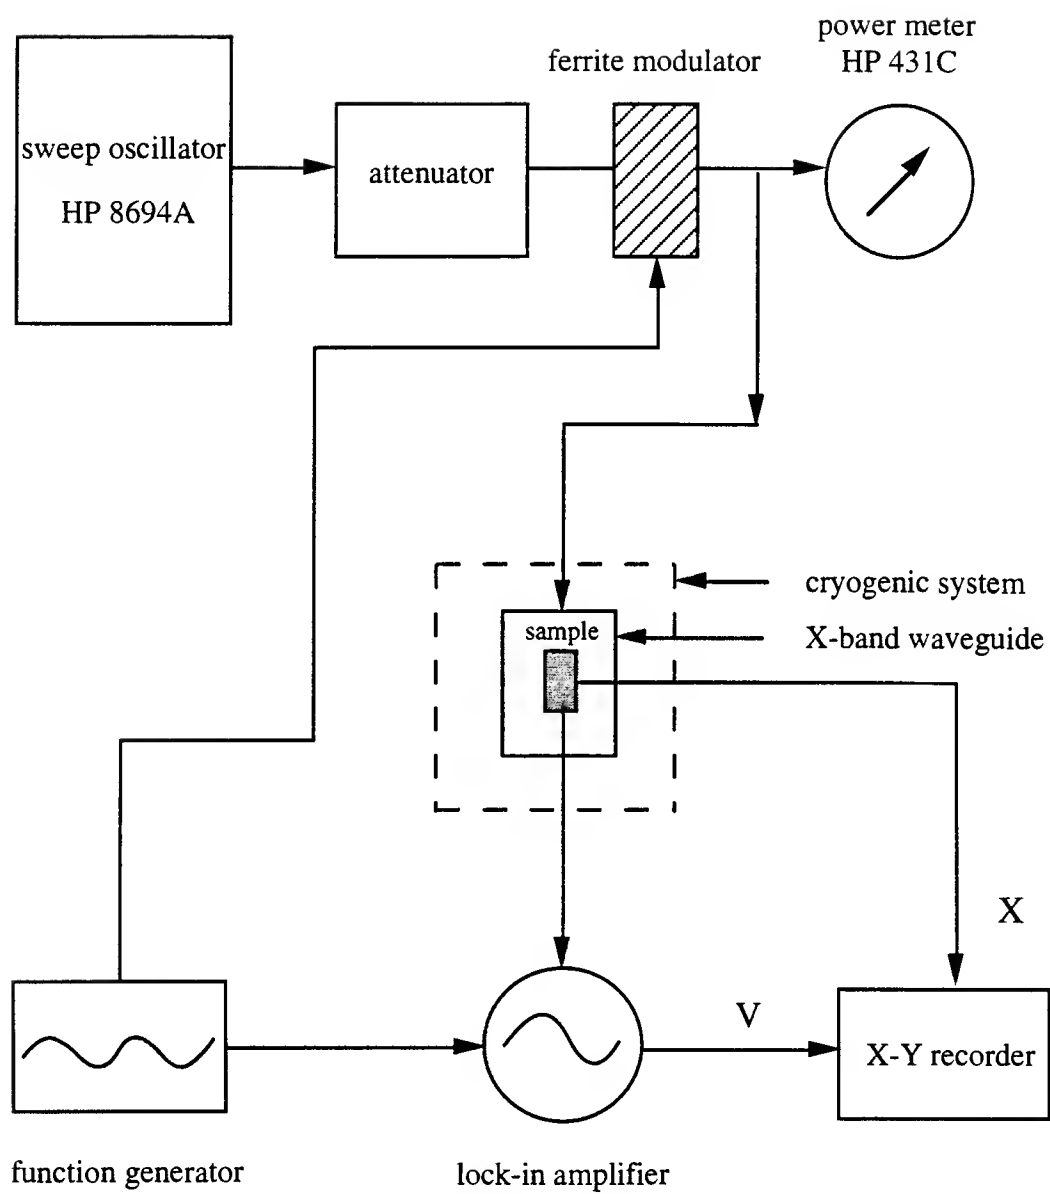 power meter
HP 431C
ferrite modulator
sweep oscillator
HP 8694A
attenuator
cryogenic system
X-band waveguide
sample
X
V
X-Y recorder
function generator
lock-in amplifier